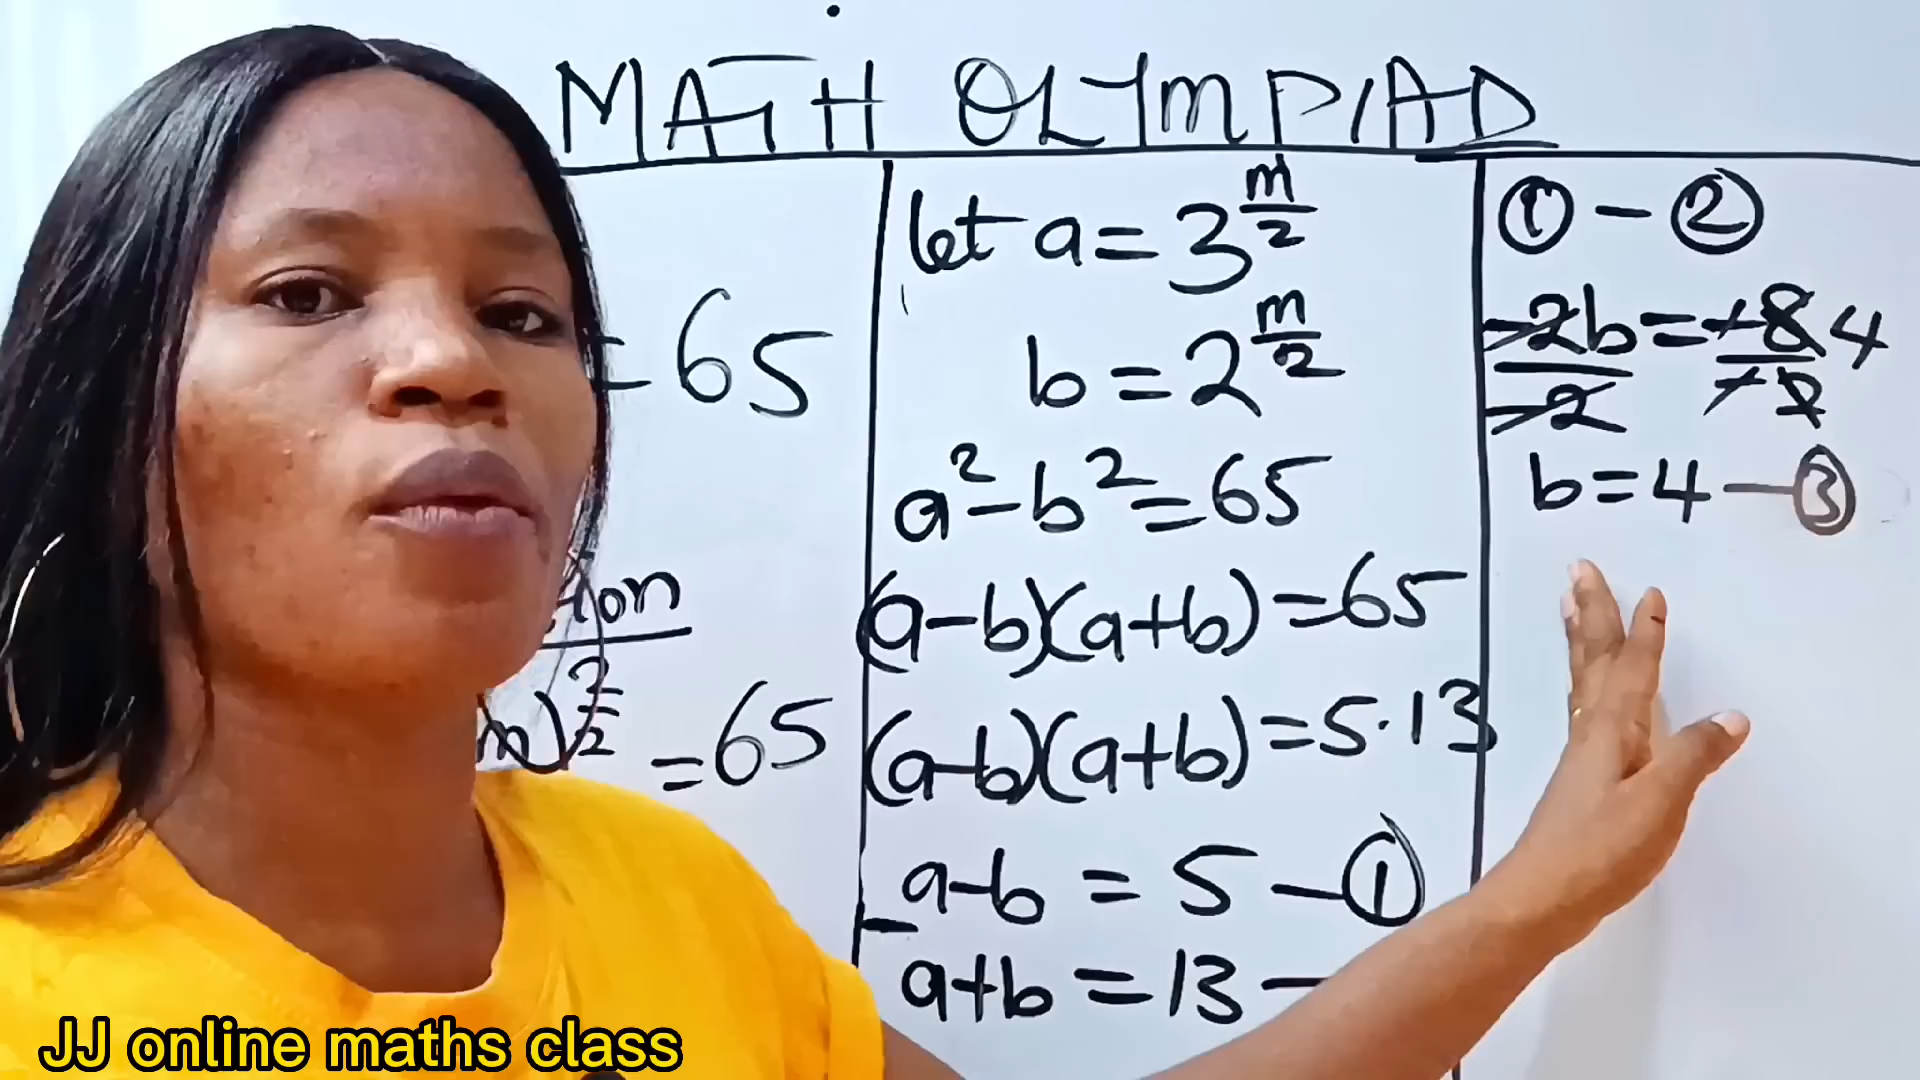 MATH OLYMPIAD
= 65
= 65
let a = 3^(m/2)
b = 2^(m/2)
a² - b² = 65
(a-b)(a+b) = 65
(a-b)(a+b) = 5·13
a-b = 5 — ①
a+b = 13 —
① - ②
-2b = -8 4
-2 -2
b = 4 — ③
JJ online maths class